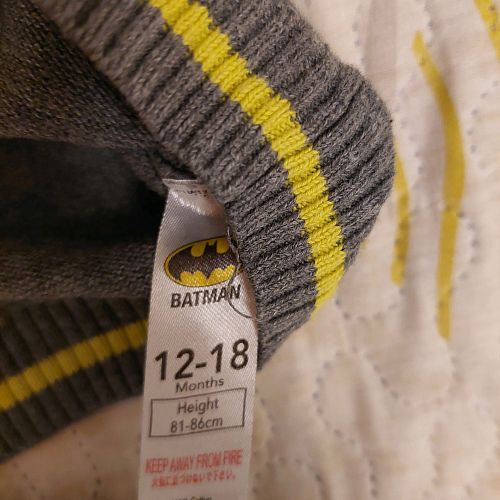 BATMAN
12-18
Months
Height
81-86cm
KEEP AWAY FROM FIRE